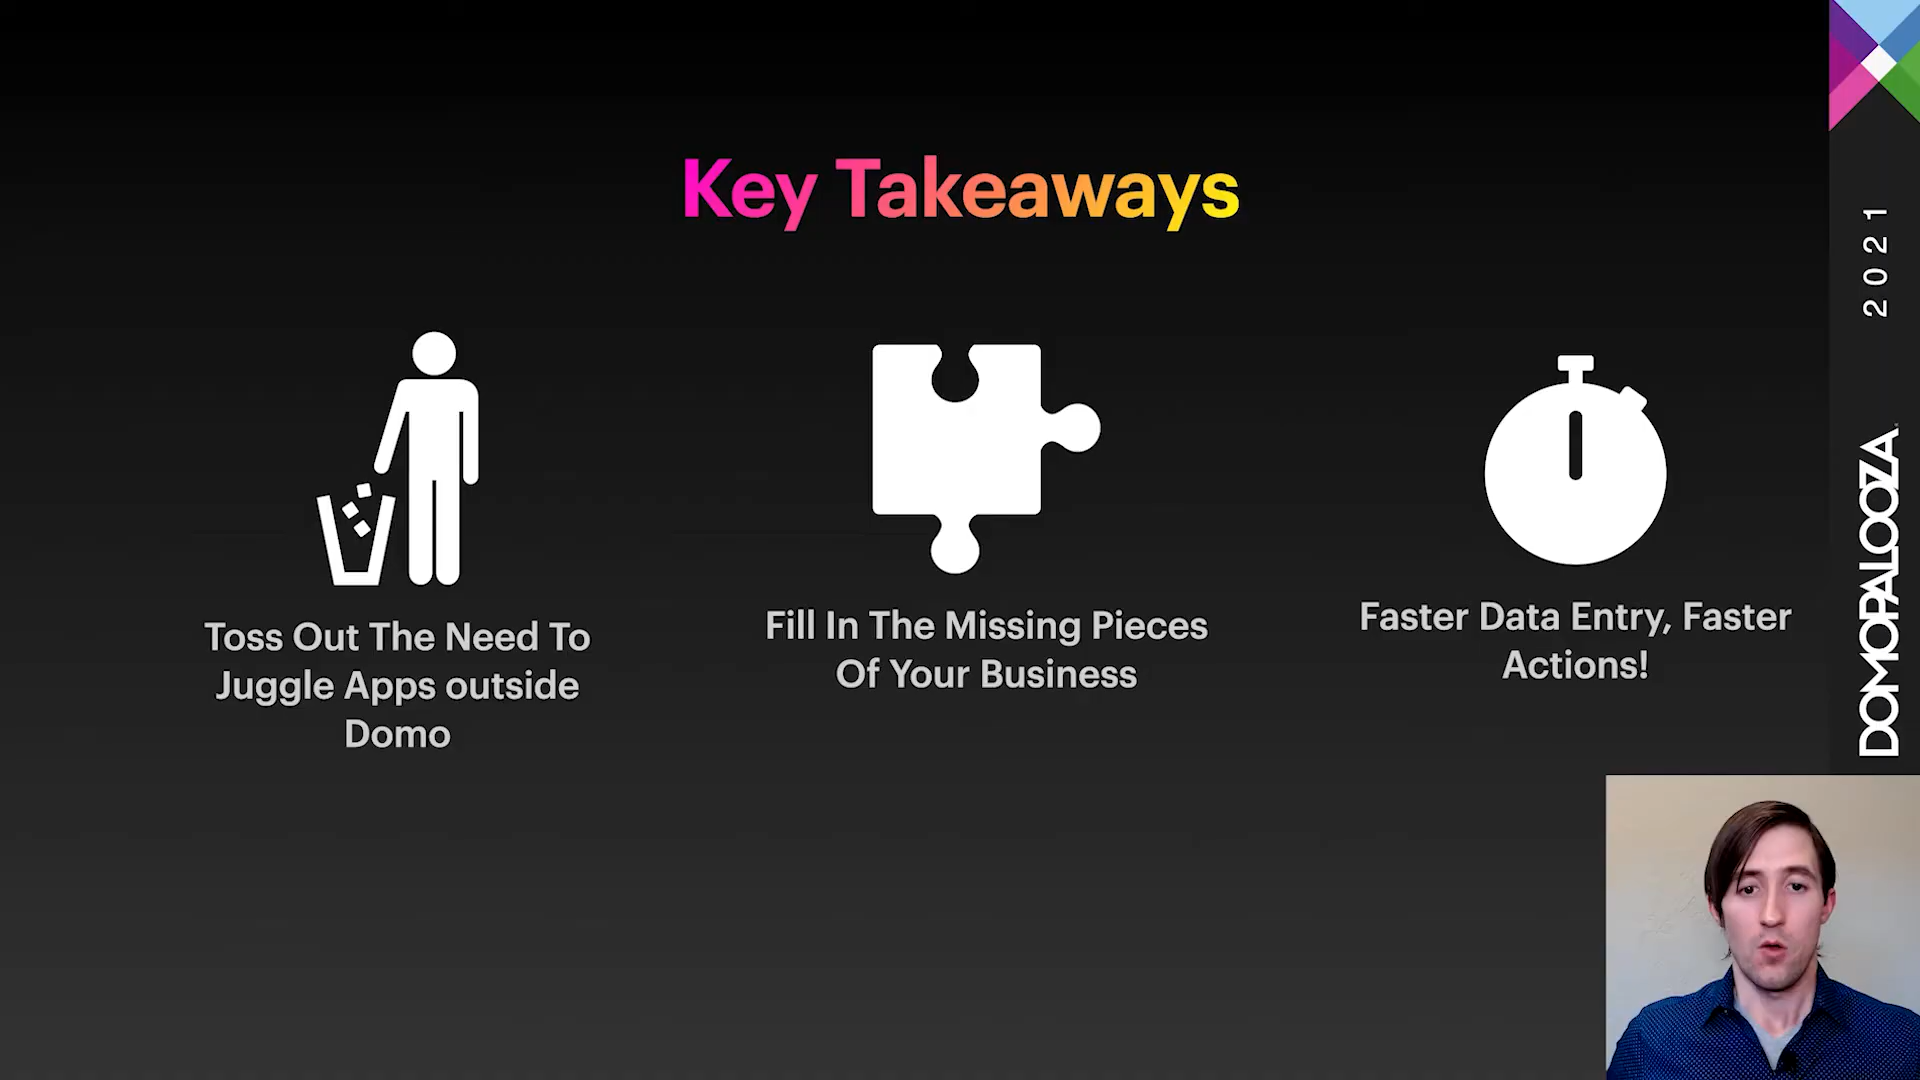 Key Takeaways
Toss Out The Need To
Juggle Apps outside
Domo
Fill In The Missing Pieces
Of Your Business
Faster Data Entry, Faster
Actions!
2021
DOMOPALOOZA